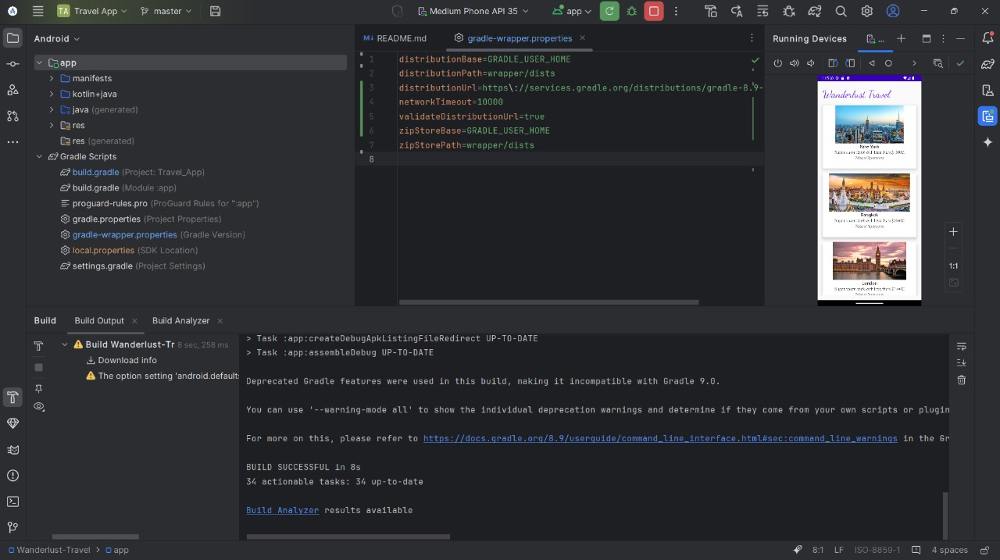 TA Travel App
master
Medium Phone API 35
app
Android
app
manifests
kotlin+java
java (generated)
res
res (generated)
Gradle Scripts
build.gradle (Project: Travel_App)
build.gradle (Module :app)
proguard-rules.pro (ProGuard Rules for ":app")
gradle.properties (Project Properties)
gradle-wrapper.properties (Gradle Version)
local.properties (SDK Location)
settings.gradle (Project Settings)
README.md
gradle-wrapper.properties
1 distributionBase=GRADLE_USER_HOME
2 distributionPath=wrapper/dists
3 distributionUrl=https\://services.gradle.org/distributions/gradle-8.9-
4 networkTimeout=10000
5 validateDistributionUrl=true
6 zipStoreBase=GRADLE_USER_HOME
7 zipStorePath=wrapper/dists
8
Running Devices
Wanderlust Travel
New York
Bangkok
London
1:1
Build
Build Output
Build Analyzer
Build Wanderlust-Tr 8 sec, 258 ms
Download info
The option setting 'android.defaults
> Task :app:createDebugApkListingFileRedirect UP-TO-DATE
> Task :app:assembleDebug UP-TO-DATE
Deprecated Gradle features were used in this build, making it incompatible with Gradle 9.0.
You can use '--warning-mode all' to show the individual deprecation warnings and determine if they come from your own scripts or plugin
For more on this, please refer to https://docs.gradle.org/8.9/userguide/command_line_interface.html#sec:command_line_warnings in the Gr
BUILD SUCCESSFUL in 8s
34 actionable tasks: 34 up-to-date
Build Analyzer results available
Wanderlust-Travel > app
8:1 LF ISO-8859-1 4 spaces